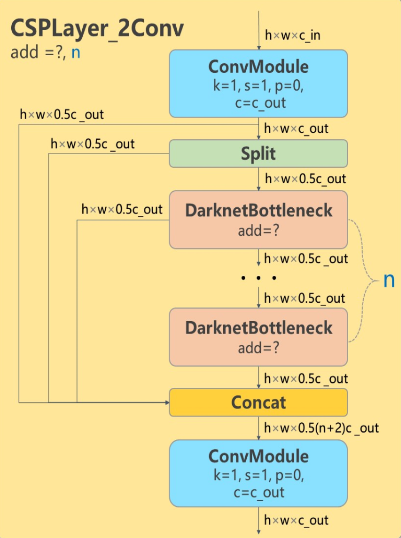 CSPLayer_2Conv
add =?, n
h×w×c_in
ConvModule
k=1, s=1, p=0,
c=c_out
h×w×0.5c_out
h×w×c_out
h×w×0.5c_out
Split
h×w×0.5c_out
h×w×0.5c_out
DarknetBottleneck
add=?
h×w×0.5c_out
. . .
n
h×w×0.5c_out
DarknetBottleneck
add=?
h×w×0.5c_out
Concat
h×w×0.5(n+2)c_out
ConvModule
k=1, s=1, p=0,
c=c_out
h×w×c_out